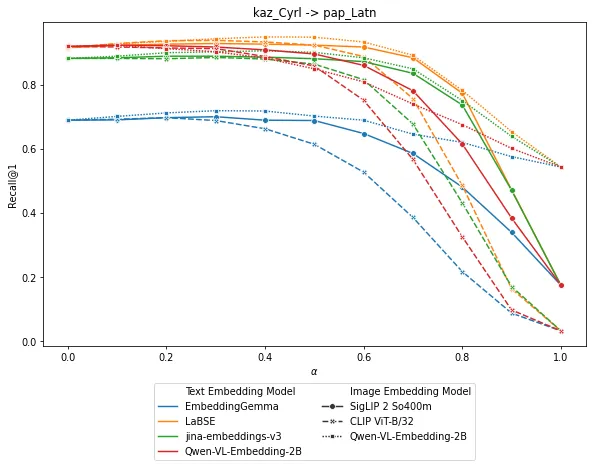 kaz_Cyrl -> pap_Latn
Recall@1
0.8
0.6
0.4
0.2
0.0
0.0 0.2 0.4 0.6 0.8 1.0
α
Text Embedding Model Image Embedding Model
EmbeddingGemma SigLIP 2 So400m
LaBSE CLIP ViT-B/32
jina-embeddings-v3 Qwen-VL-Embedding-2B
Qwen-VL-Embedding-2B